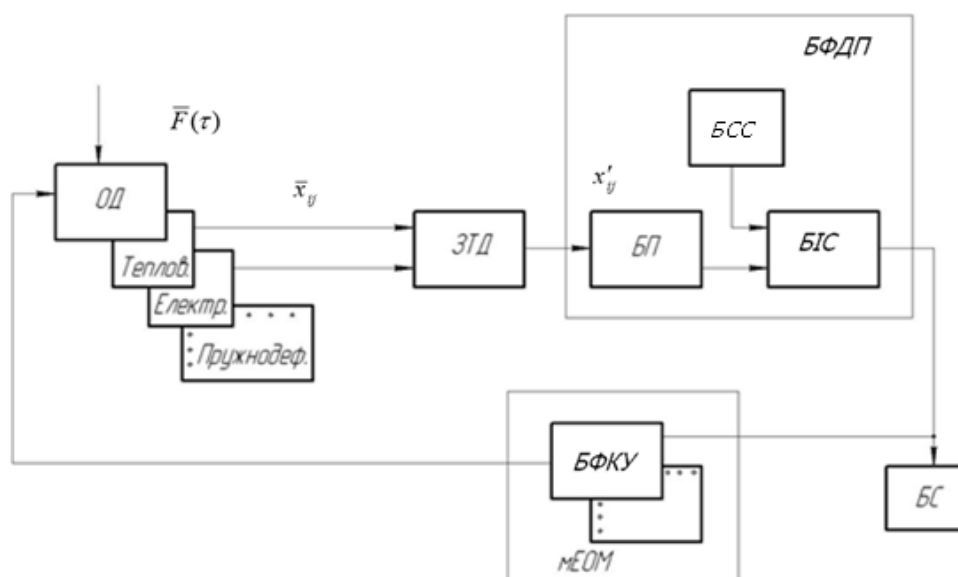 БФДП
БСС
F̅(τ)
ОД
x̅ᵢⱼ
x′ᵢⱼ
ЗТД
БП
БІС
Теплов.
Електр.
Пружнодеф.
БФКУ
БС
мЕОМ